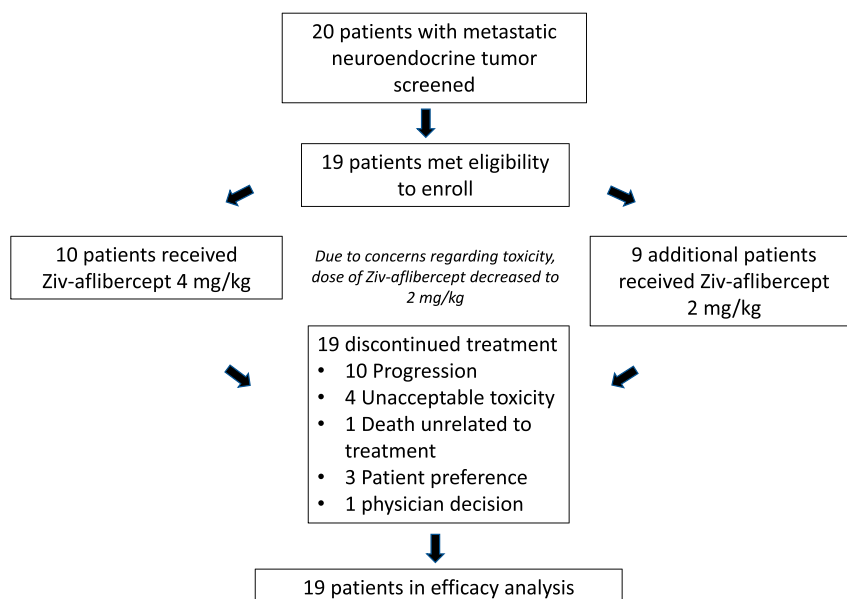 20 patients with metastatic
neuroendocrine tumor
screened
19 patients met eligibility
to enroll
10 patients received
Ziv-aflibercept 4 mg/kg
Due to concerns regarding toxicity,
dose of Ziv-aflibercept decreased to
2 mg/kg
9 additional patients
received Ziv-aflibercept
2 mg/kg
19 discontinued treatment
• 10 Progression
• 4 Unacceptable toxicity
• 1 Death unrelated to
treatment
• 3 Patient preference
• 1 physician decision
19 patients in efficacy analysis